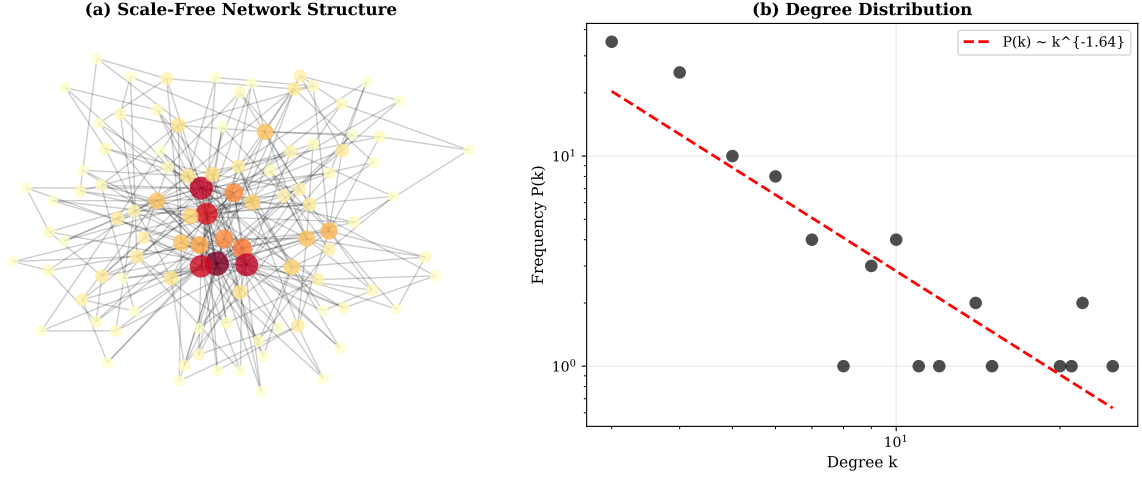 (a) Scale-Free Network Structure
(b) Degree Distribution
P(k) ~ k^{-1.64}
Frequency P(k)
10¹
10⁰
10¹
Degree k